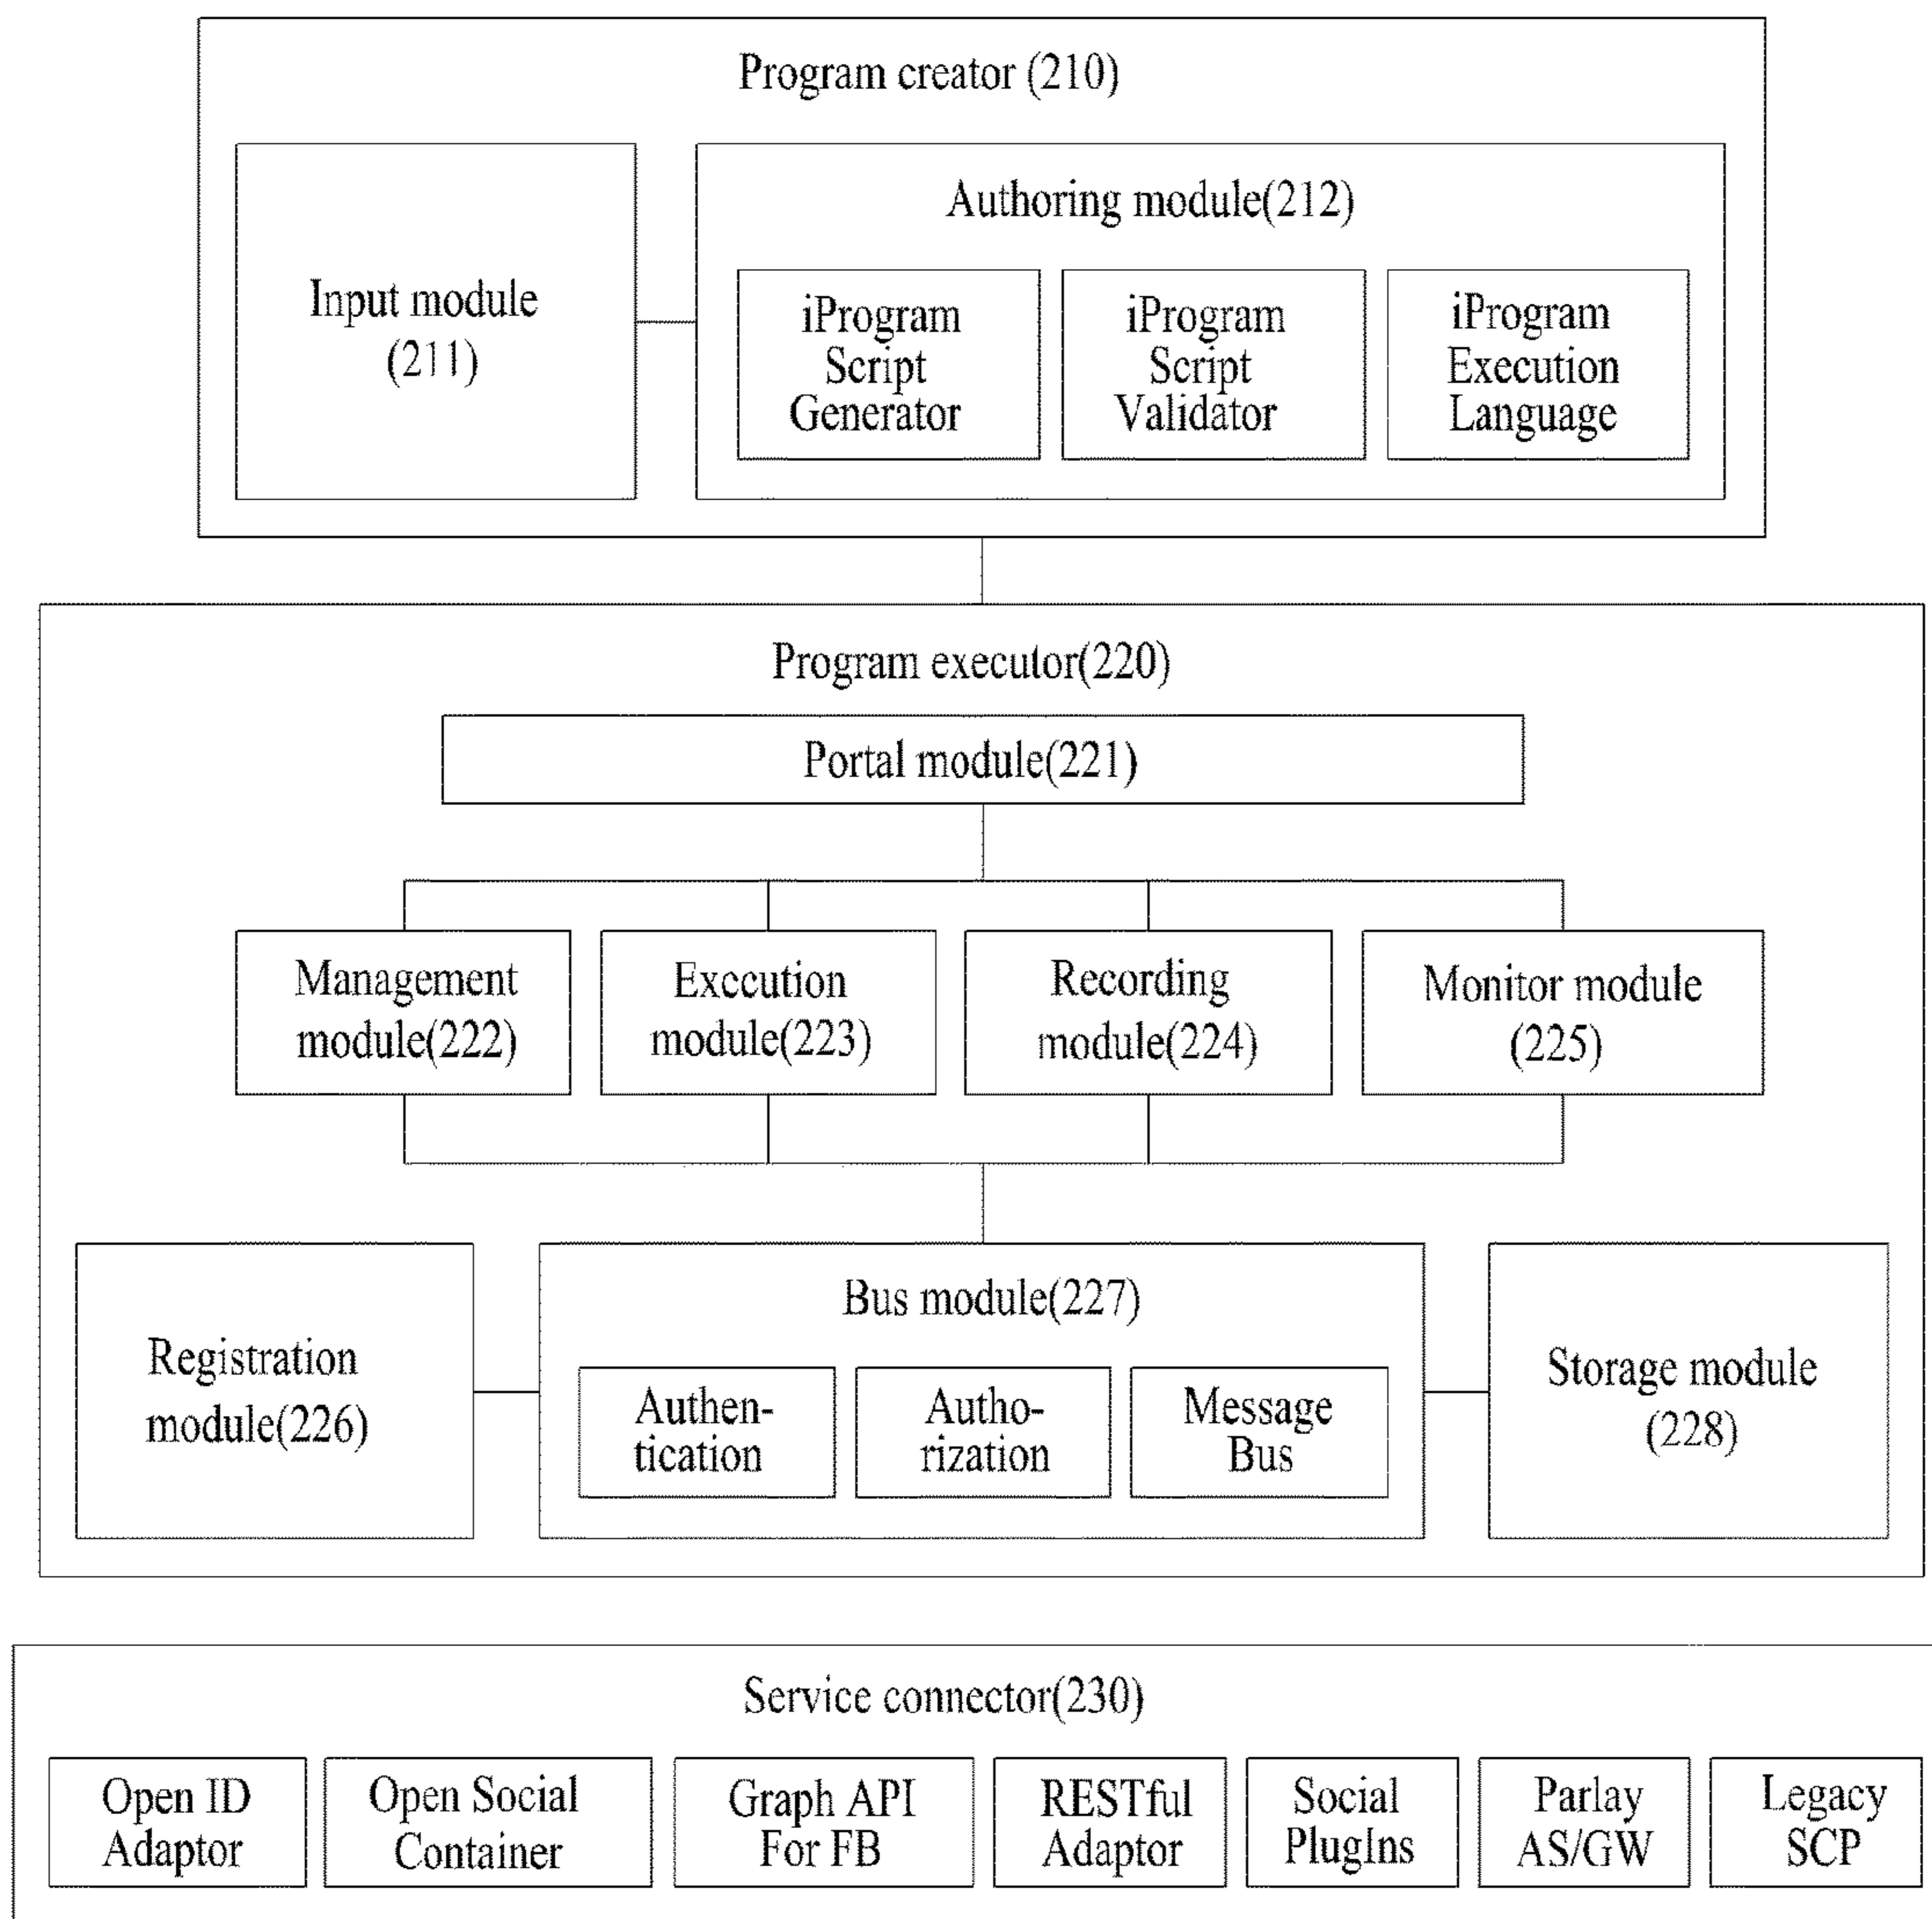 Program creator (210)
Input module
(211)
Authoring module(212)
iProgram
Script
Generator
iProgram
Script
Validator
iProgram
Execution
Language
Program executor(220)
Portal module(221)
Management
module(222)
Execution
module(223)
Recording
module(224)
Monitor module
(225)
Registration
module(226)
Bus module(227)
Authen-
tication
Autho-
rization
Message
Bus
Storage module
(228)
Service connector(230)
Open ID
Adaptor
Open Social
Container
Graph API
For FB
RESTful
Adaptor
Social
PlugIns
Parlay
AS/GW
Legacy
SCP